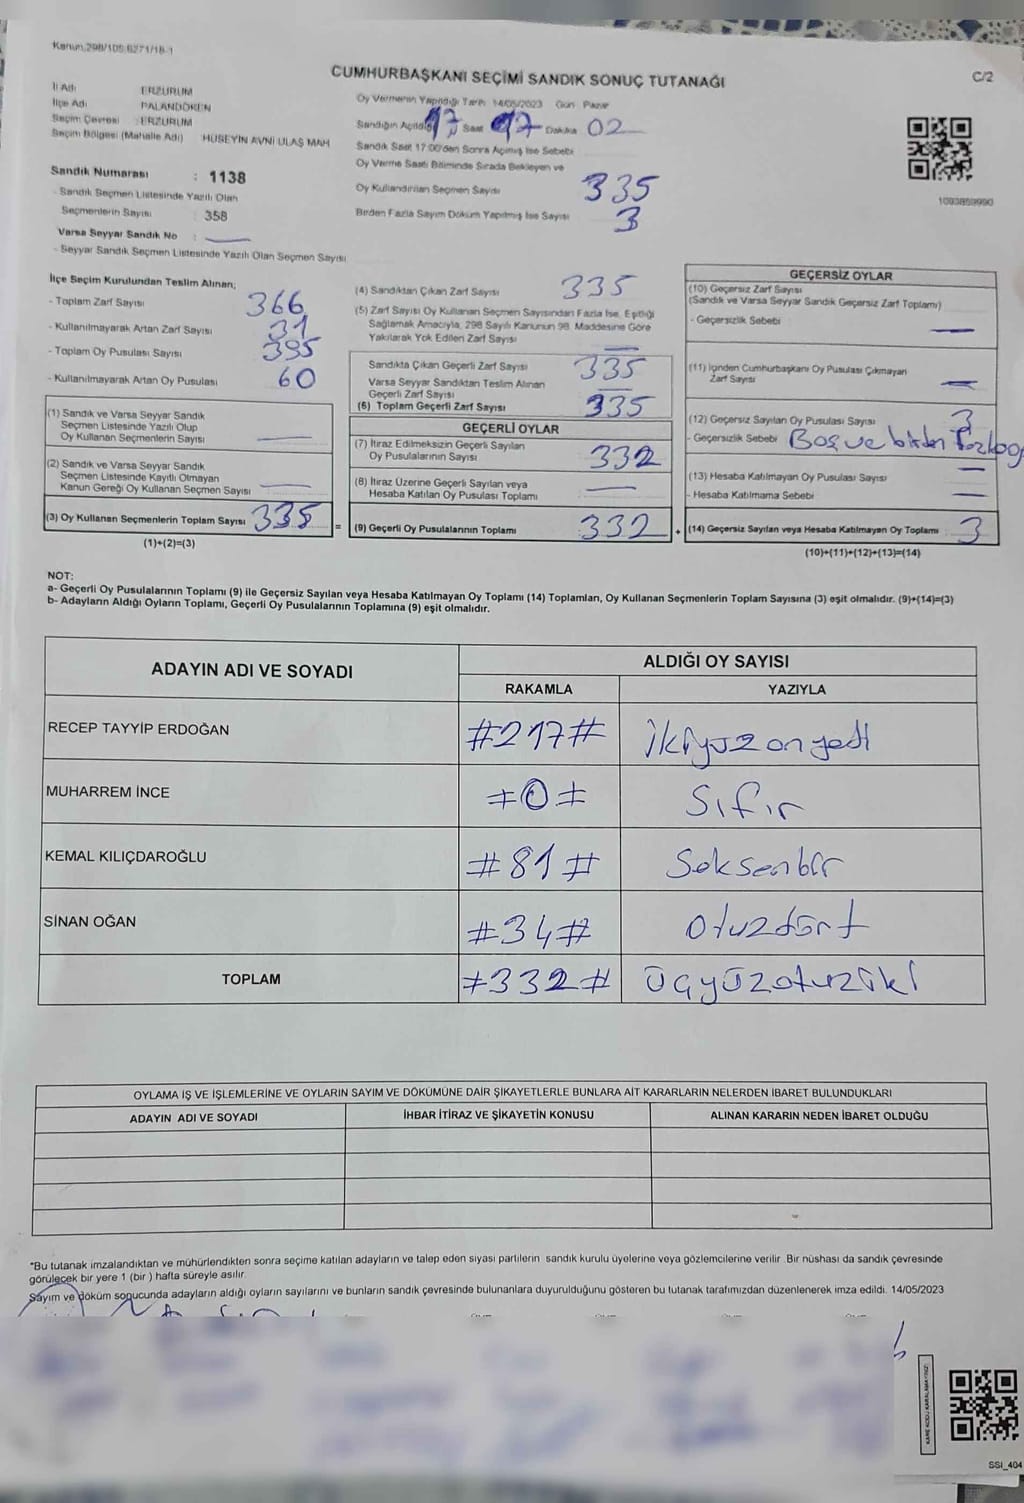 Kanun.298/105.6271/18-1
CUMHURBAŞKANI SEÇİMİ SANDIK SONUÇ TUTANAĞI
C/2
İl Adı : ERZURUM
İlçe Adı : PALANDÖKEN
Seçim Çevresi : ERZURUM
Seçim Bölgesi (Mahalle Adı) : HÜSEYİN AVNİ ULAŞ MAH
Sandık Numarası : 1138
- Sandık Seçmen Listesinde Yazılı Olan
Seçmenlerin Sayısı : 358
Varsa Seyyar Sandık No :
- Seyyar Sandık Seçmen Listesinde Yazılı Olan Seçmen Sayısı
Oy Vermenin Yapıldığı Tarih 14/05/2023 Gün Pazar
Sandığın Açıldığı Saat 17 Dakika 02
Sandık Saat 17:00'den Sonra Açılmış İse Sebebi
Oy Verme Saati Bitiminde Sırada Bekleyen ve
Oy Kullandırılan Seçmen Sayısı 335
Birden Fazla Sayım Döküm Yapılmış İse Sayısı 3
1093859990
İlçe Seçim Kurulundan Teslim Alınan;
- Toplam Zarf Sayısı 366
- Kullanılmayarak Artan Zarf Sayısı 31
- Toplam Oy Pusulası Sayısı 395
- Kullanılmayarak Artan Oy Pusulası 60
(1) Sandık ve Varsa Seyyar Sandık
Seçmen Listesinde Yazılı Olup
Oy Kullanan Seçmenlerin Sayısı
(2) Sandık ve Varsa Seyyar Sandık
Seçmen Listesinde Kayıtlı Olmayan
Kanun Gereği Oy Kullanan Seçmen Sayısı
(3) Oy Kullanan Seçmenlerin Toplam Sayısı 335 =
(1)+(2)=(3)
(4) Sandıktan Çıkan Zarf Sayısı 335
(5) Zarf Sayısı Oy Kullanan Seçmen Sayısından Fazla İse, Eşitliği
Sağlamak Amacıyla, 298 Sayılı Kanunun 98. Maddesine Göre
Yakılarak Yok Edilen Zarf Sayısı
Sandıkta Çıkan Geçerli Zarf Sayısı 335
Varsa Seyyar Sandıktan Teslim Alınan
Geçerli Zarf Sayısı
(6) Toplam Geçerli Zarf Sayısı 335
GEÇERLİ OYLAR
(7) İtiraz Edilmeksizin Geçerli Sayılan
Oy Pusulalarının Sayısı 332
(8) İtiraz Üzerine Geçerli Sayılan veya
Hesaba Katılan Oy Pusulası Toplamı
(9) Geçerli Oy Pusulalarının Toplamı 332 +
GEÇERSİZ OYLAR
(10) Geçersiz Zarf Sayısı
(Sandık ve Varsa Seyyar Sandık Geçersiz Zarf Toplamı)
- Geçersizlik Sebebi
(11) İçinden Cumhurbaşkanı Oy Pusulası Çıkmayan
Zarf Sayısı
(12) Geçersiz Sayılan Oy Pusulası Sayısı 3
- Geçersizlik Sebebi Boş ve birden fazla oy
(13) Hesaba Katılmayan Oy Pusulası Sayısı
- Hesaba Katılmama Sebebi
(14) Geçersiz Sayılan veya Hesaba Katılmayan Oy Toplamı 3
(10)+(11)+(12)+(13)=(14)
NOT:
a- Geçerli Oy Pusulalarının Toplamı (9) ile Geçersiz Sayılan veya Hesaba Katılmayan Oy Toplamı (14) Toplamları, Oy Kullanan Seçmenlerin Toplam Sayısına (3) eşit olmalıdır. (9)+(14)=(3)
b- Adayların Aldığı Oyların Toplamı, Geçerli Oy Pusulalarının Toplamına (9) eşit olmalıdır.
ADAYIN ADI VE SOYADI
ALDIĞI OY SAYISI
RAKAMLA YAZIYLA
RECEP TAYYİP ERDOĞAN #217# ikiyüzonyedi
MUHARREM İNCE #0# Sıfır
KEMAL KILIÇDAROĞLU #81# Seksenbir
SİNAN OĞAN #34# Otuzdört
TOPLAM #332# üçyüzotuziki
OYLAMA İŞ VE İŞLEMLERİNE VE OYLARIN SAYIM VE DÖKÜMÜNE DAİR ŞİKAYETLERLE BUNLARA AİT KARARLARIN NELERDEN İBARET BULUNDUKLARI
ADAYIN ADI VE SOYADI İHBAR İTİRAZ VE ŞİKAYETİN KONUSU ALINAN KARARIN NEDEN İBARET OLDUĞU
*Bu tutanak imzalandıktan ve mühürlendikten sonra seçime katılan adayların ve talep eden siyasi partilerin sandık kurulu üyelerine veya gözlemcilerine verilir. Bir nüshası da sandık çevresinde
görülecek bir yere 1 (bir ) hafta süreyle asılır.
Sayım ve döküm sonucunda adayların aldığı oyların sayılarını ve bunların sandık çevresinde bulunanlara duyurulduğunu gösteren bu tutanak tarafımızdan düzenlenerek imza edildi. 14/05/2023
KARE KODU KARALAMAYINIZ!
SSI_404